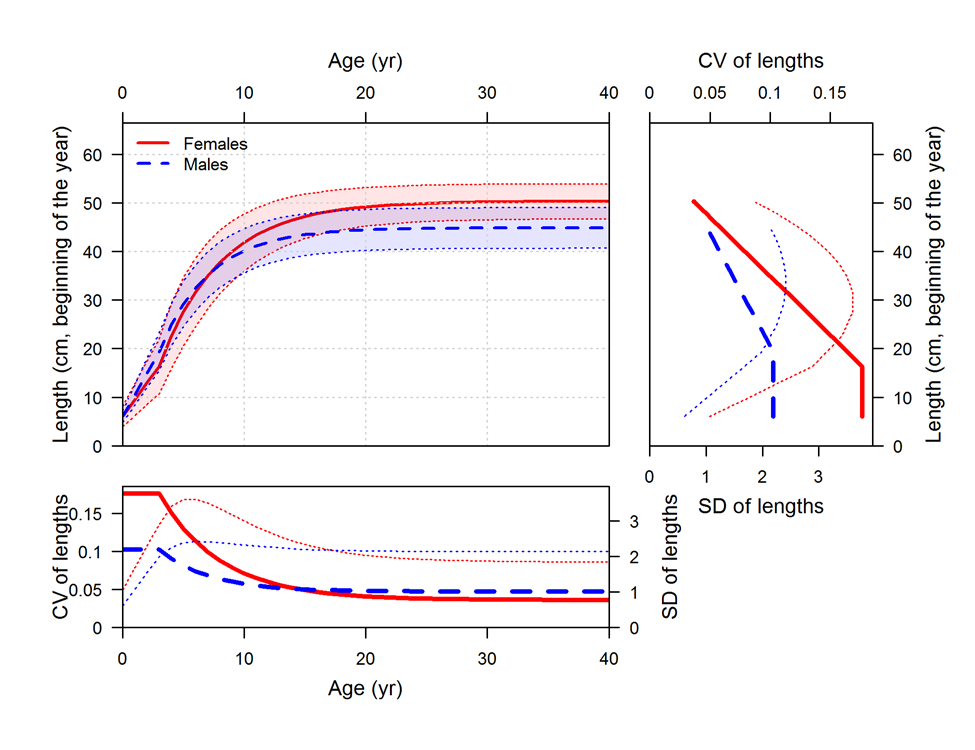 Age (yr)
0 10 20 30 40
Length (cm, beginning of the year)
60
50
40
30
20
10
0
Females
Males
CV of lengths
0 0.05 0.1 0.15
60
50
40
30
20
10
0
Length (cm, beginning of the year)
0 1 2 3
SD of lengths
CV of lengths
0.15
0.1
0.05
0
3
2
1
0
SD of lengths
0 10 20 30 40
Age (yr)